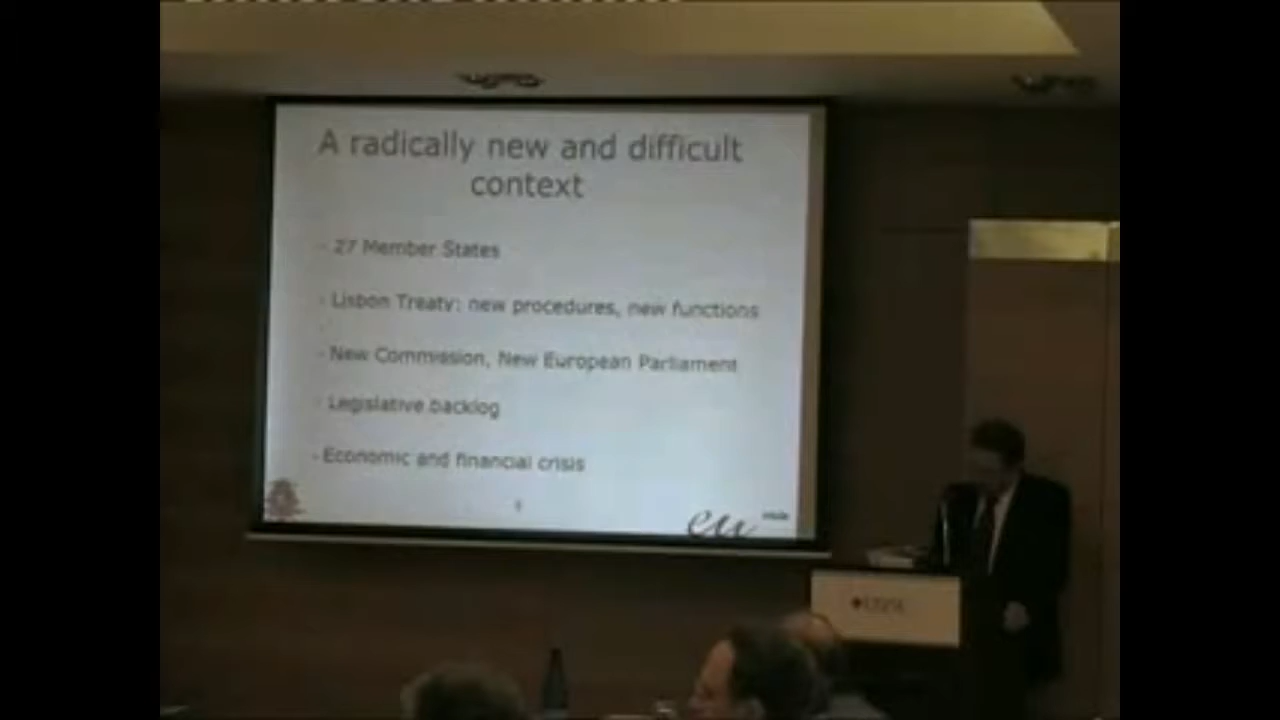 A radically new and difficult
context
- 27 Member States
- Lisbon Treaty: new procedures, new functions
- New Commission, New European Parliament
- Legislative backlog
- Economic and financial crisis
eu